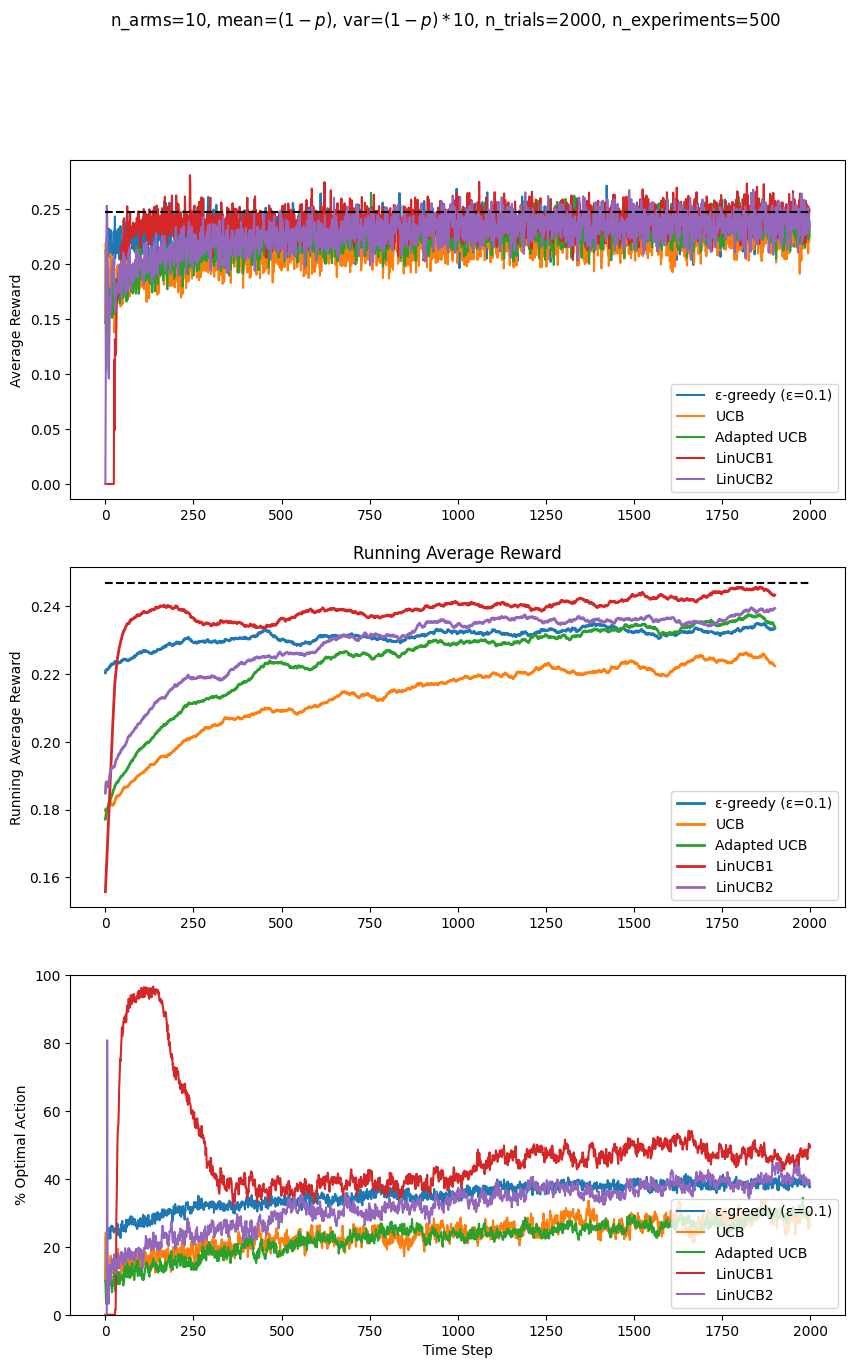 n_arms=10, mean=(1 − p), var=(1 − p) * 10, n_trials=2000, n_experiments=500
Average Reward
0.25
0.20
0.15
0.10
0.05
0.00
ε-greedy (ε=0.1)
UCB
Adapted UCB
LinUCB1
LinUCB2
0 250 500 750 1000 1250 1500 1750 2000
Running Average Reward
Running Average Reward
0.24
0.22
0.20
0.18
0.16
ε-greedy (ε=0.1)
UCB
Adapted UCB
LinUCB1
LinUCB2
0 250 500 750 1000 1250 1500 1750 2000
% Optimal Action
100
80
60
40
20
0
ε-greedy (ε=0.1)
UCB
Adapted UCB
LinUCB1
LinUCB2
0 250 500 750 1000 1250 1500 1750 2000
Time Step